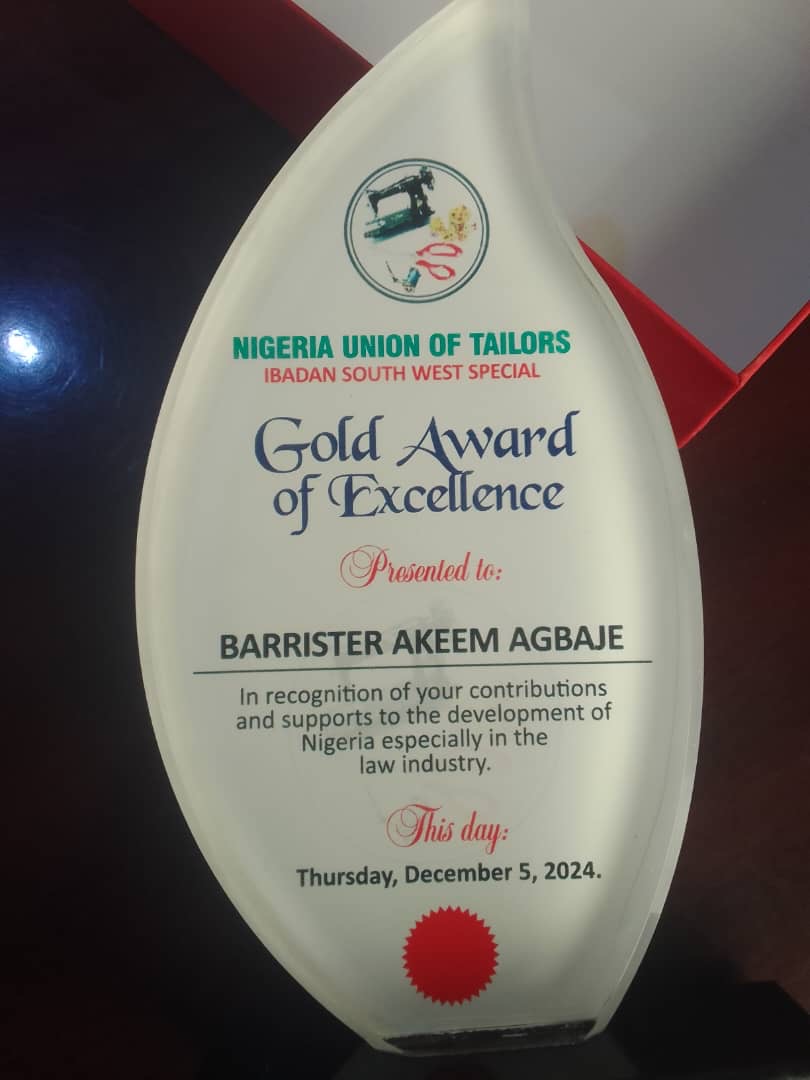 NIGERIA UNION OF TAILORS
IBADAN SOUTH WEST SPECIAL
Gold Award
of Excellence
Presented to:
BARRISTER AKEEM AGBAJE
In recognition of your contributions
and supports to the development of
Nigeria especially in the
law industry.
This day:
Thursday, December 5, 2024.